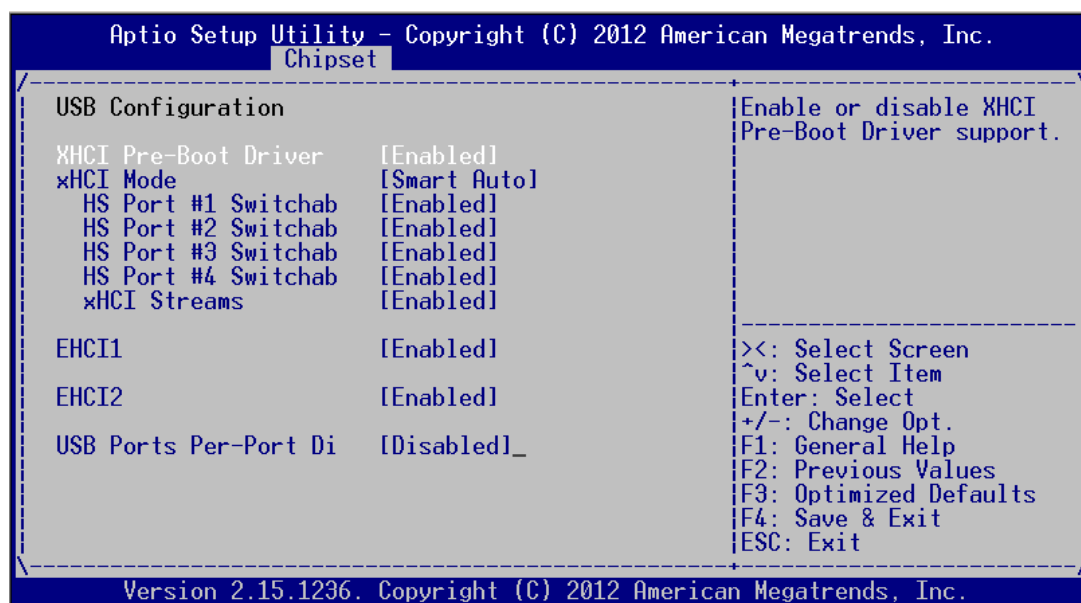 Aptio Setup Utility – Copyright (C) 2012 American Megatrends, Inc.
Chipset
USB Configuration
XHCI Pre-Boot Driver [Enabled]
xHCI Mode [Smart Auto]
HS Port #1 Switchab [Enabled]
HS Port #2 Switchab [Enabled]
HS Port #3 Switchab [Enabled]
HS Port #4 Switchab [Enabled]
xHCI Streams [Enabled]
EHCI1 [Enabled]
EHCI2 [Enabled]
USB Ports Per-Port Di [Disabled]_
Enable or disable XHCI
Pre-Boot Driver support.
><: Select Screen
^v: Select Item
Enter: Select
+/-: Change Opt.
F1: General Help
F2: Previous Values
F3: Optimized Defaults
F4: Save & Exit
ESC: Exit
Version 2.15.1236. Copyright (C) 2012 American Megatrends, Inc.